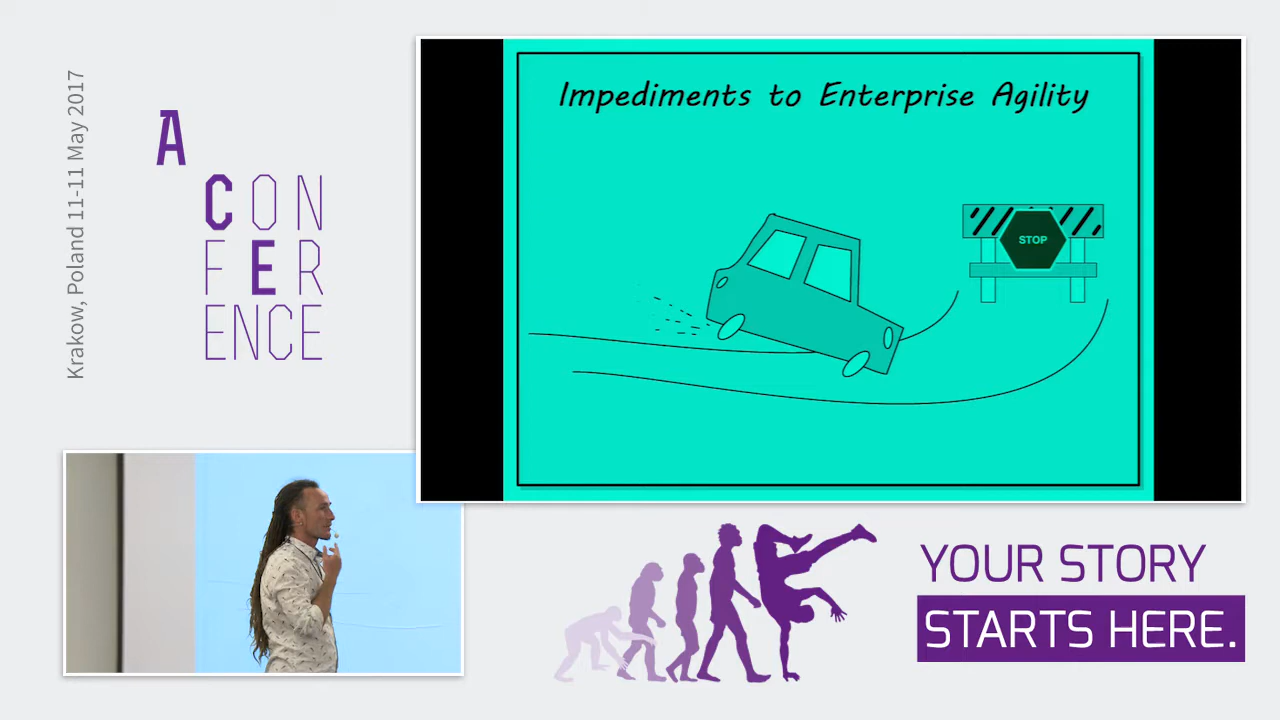 Krakow, Poland 11-11 May 2017
A
CON
FER
ENCE
Impediments to Enterprise Agility
STOP
YOUR STORY
STARTS HERE.